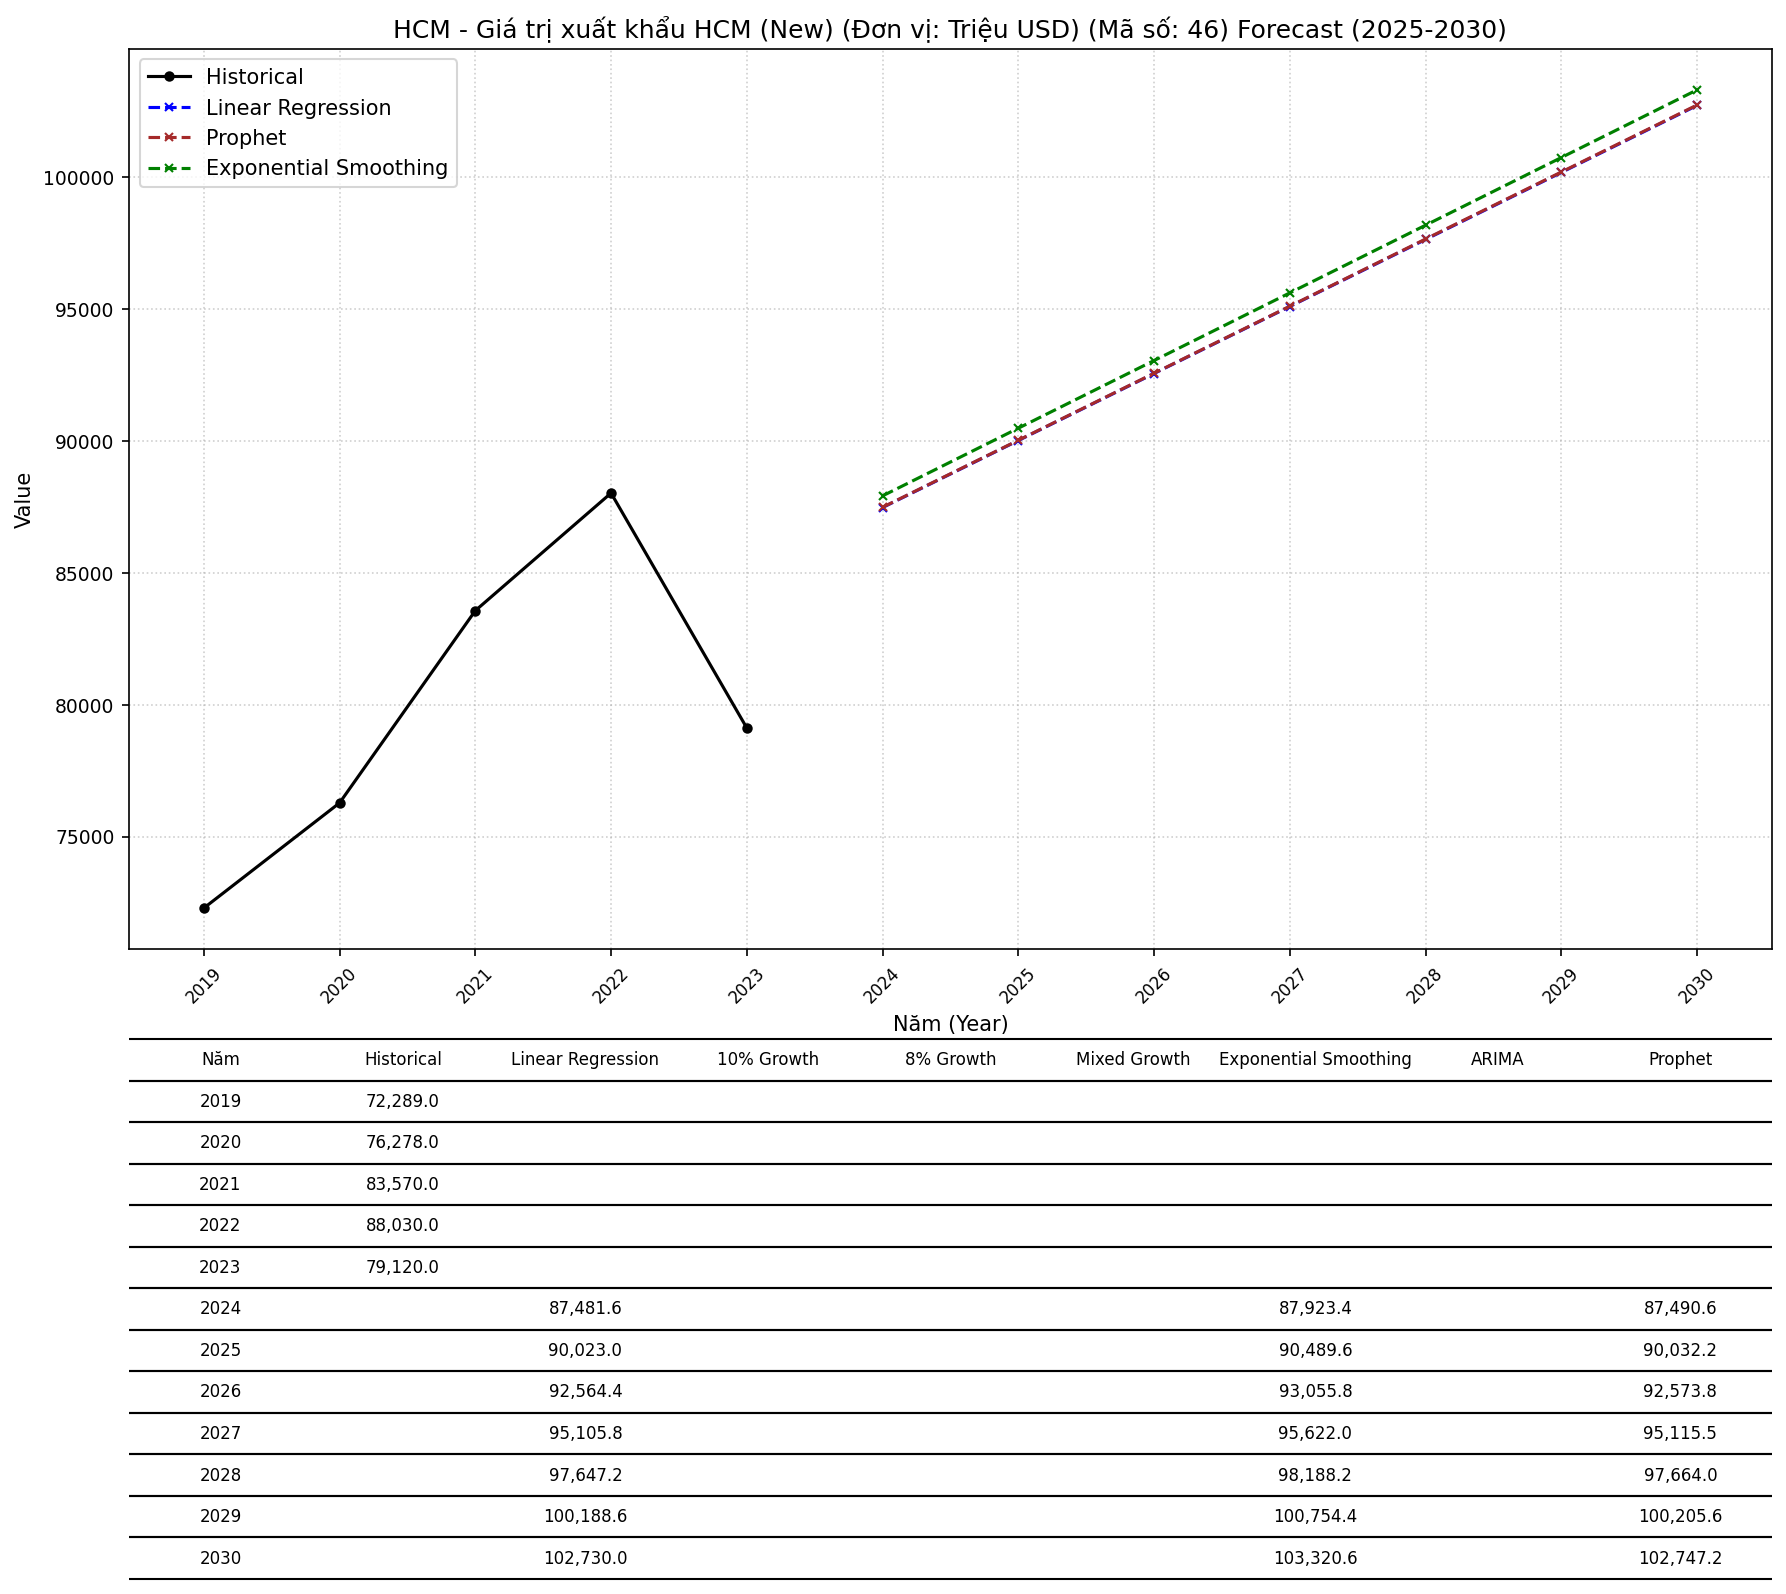 HCM - Giá trị xuất khẩu HCM (New) (Đơn vị: Triệu USD) (Mã số: 46) Forecast (2025-2030)
Historical
Linear Regression
Prophet
Exponential Smoothing
Value
100000
95000
90000
85000
80000
75000
2019 2020 2021 2022 2023 2024 2025 2026 2027 2028 2029 2030
Năm (Year)
Năm Historical Linear Regression 10% Growth 8% Growth Mixed Growth Exponential Smoothing ARIMA Prophet
2019 72,289.0
2020 76,278.0
2021 83,570.0
2022 88,030.0
2023 79,120.0
2024 87,481.6 87,923.4 87,490.6
2025 90,023.0 90,489.6 90,032.2
2026 92,564.4 93,055.8 92,573.8
2027 95,105.8 95,622.0 95,115.5
2028 97,647.2 98,188.2 97,664.0
2029 100,188.6 100,754.4 100,205.6
2030 102,730.0 103,320.6 102,747.2